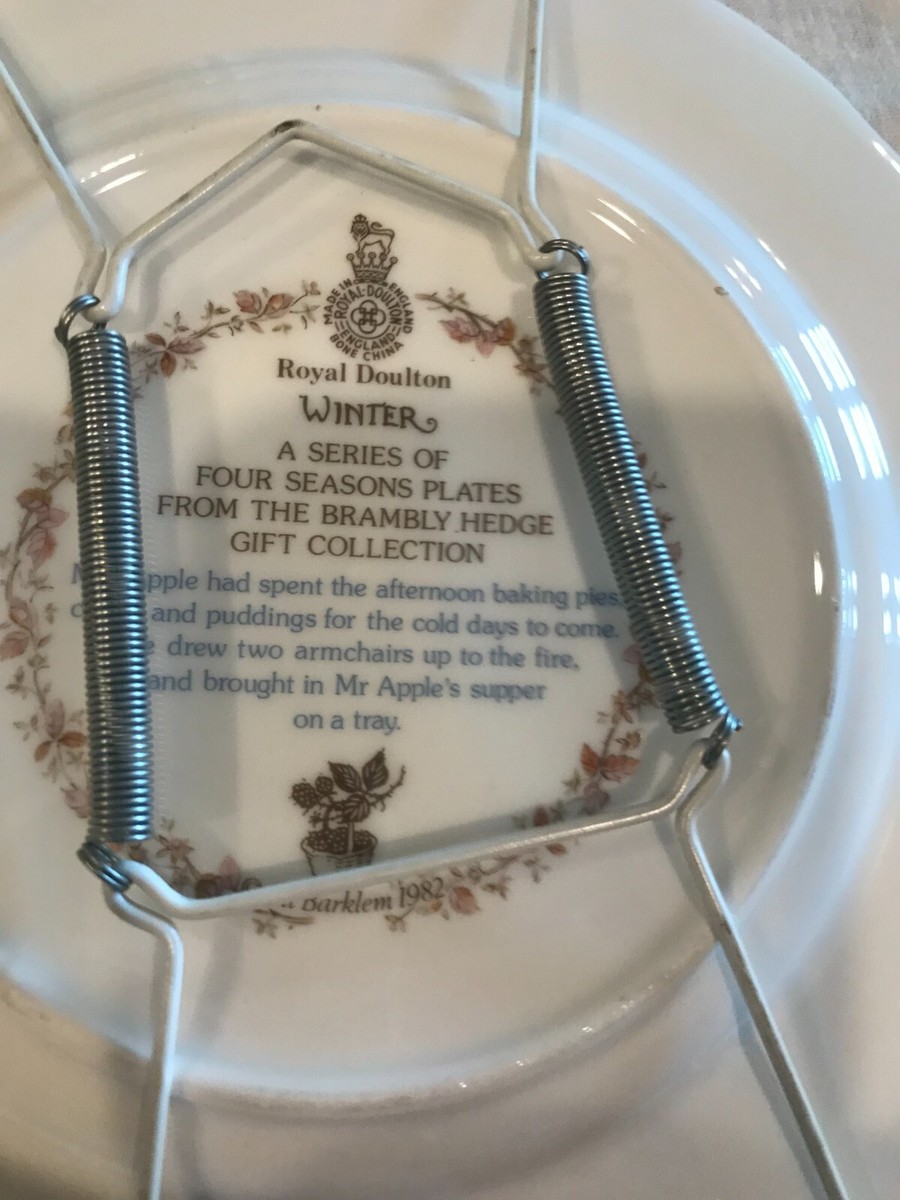 MADE IN ENGLAND
ROYAL-DOULTON
ENGLAND
BONE CHINA
Royal Doulton
WINTER
A SERIES OF
FOUR SEASONS PLATES
FROM THE BRAMBLY HEDGE
GIFT COLLECTION
had spent the afternoon baking pies,
and puddings for the cold days to come.
drew two armchairs up to the fire,
and brought in Mr Apple's supper
on a tray.
Barklem 1982